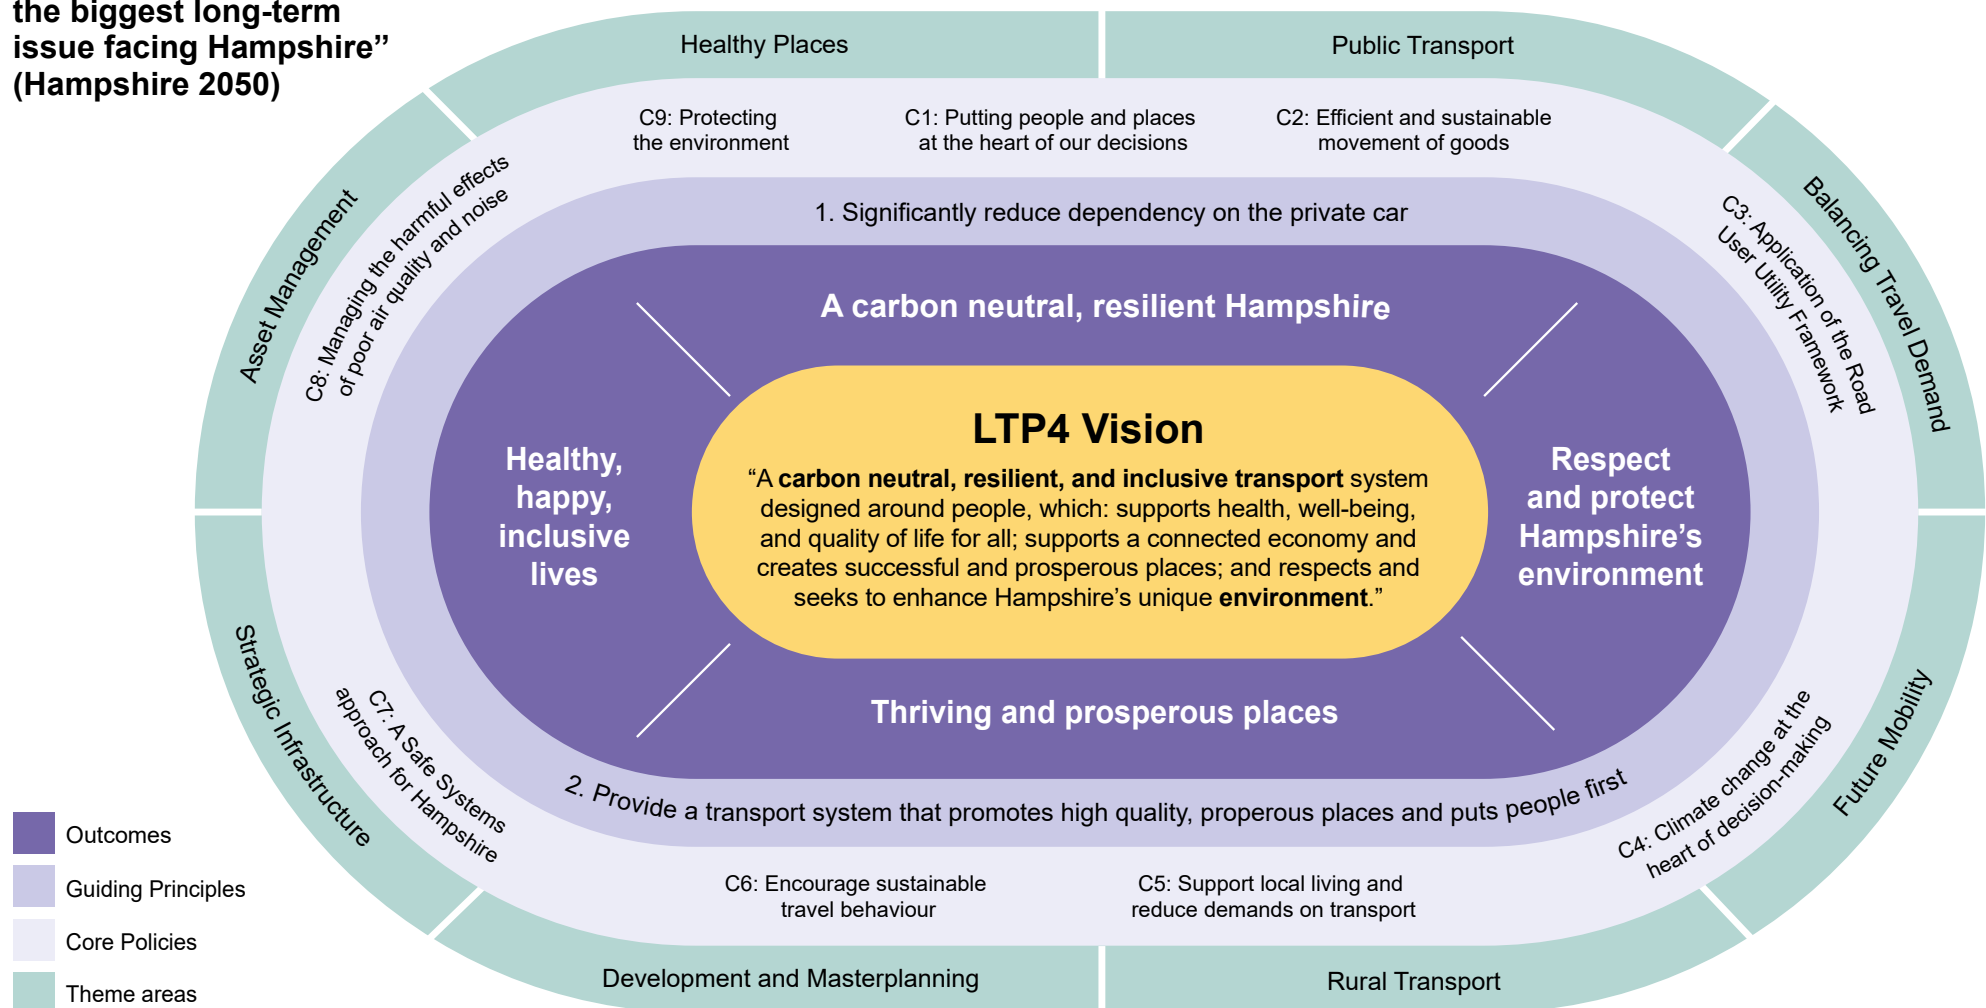 the biggest long-term
issue facing Hampshire”
(Hampshire 2050)
Healthy Places
Public Transport
Balancing Travel Demand
Future Mobility
Rural Transport
Development and Masterplanning
Strategic Infrastructure
Asset Management
C9: Protecting
the environment
C1: Putting people and places
at the heart of our decisions
C2: Efficient and sustainable
movement of goods
C3: Application of the Road
User Utility Framework
C4: Climate change at the
heart of decision-making
C5: Support local living and
reduce demands on transport
C6: Encourage sustainable
travel behaviour
C7: A Safe Systems
approach for Hampshire
C8: Managing the harmful effects
of poor air quality and noise
1. Significantly reduce dependency on the private car
A carbon neutral, resilient Hampshire
Healthy,
happy,
inclusive
lives
LTP4 Vision
“A carbon neutral, resilient, and inclusive transport system
designed around people, which: supports health, well-being,
and quality of life for all; supports a connected economy and
creates successful and prosperous places; and respects and
seeks to enhance Hampshire’s unique environment.”
Respect
and protect
Hampshire’s
environment
Thriving and prosperous places
2. Provide a transport system that promotes high quality, properous places and puts people first
Outcomes
Guiding Principles
Core Policies
Theme areas